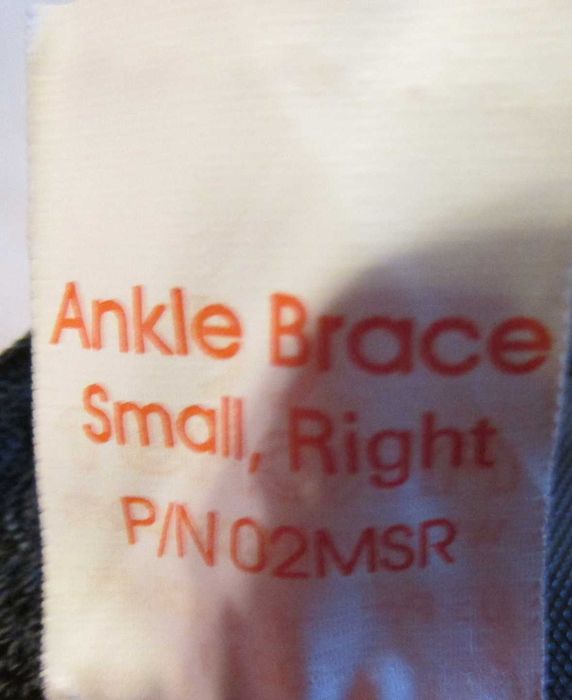 Ankle Brace
Small, Right
P/N 02MSR